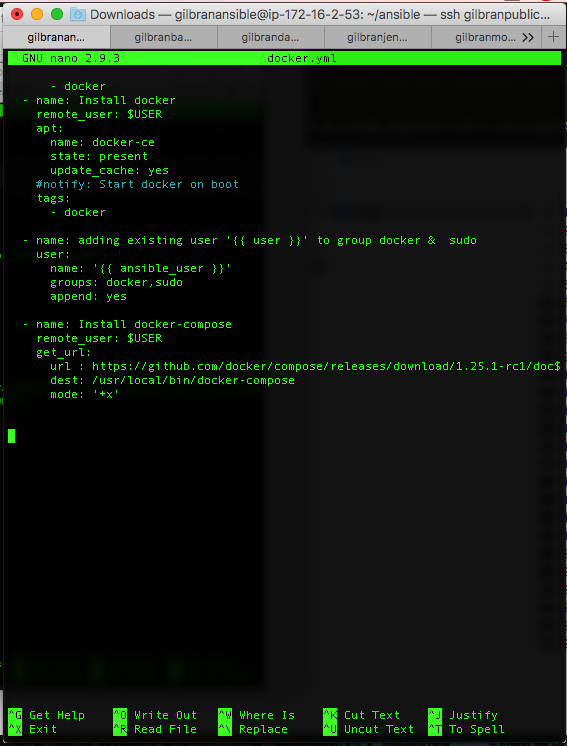 Downloads — gilbranansible@ip-172-16-2-53: ~/ansible — ssh gilbranpublic...
gilbranan... gilbranba... gilbranda... gilbranjen... gilbranmo... >> +
GNU nano 2.9.3 docker.yml
      - docker
  - name: Install docker
    remote_user: $USER
    apt:
      name: docker-ce
      state: present
      update_cache: yes
    #notify: Start docker on boot
    tags:
      - docker
  - name: adding existing user '{{ user }}' to group docker &  sudo
    user:
      name: '{{ ansible_user }}'
      groups: docker,sudo
      append: yes
  - name: Install docker-compose
    remote_user: $USER
    get_url:
      url : https://github.com/docker/compose/releases/download/1.25.1-rc1/doc$
      dest: /usr/local/bin/docker-compose
      mode: '+x'
^G Get Help ^O Write Out ^W Where Is ^K Cut Text ^J Justify
^X Exit ^R Read File ^\ Replace ^U Uncut Text ^T To Spell